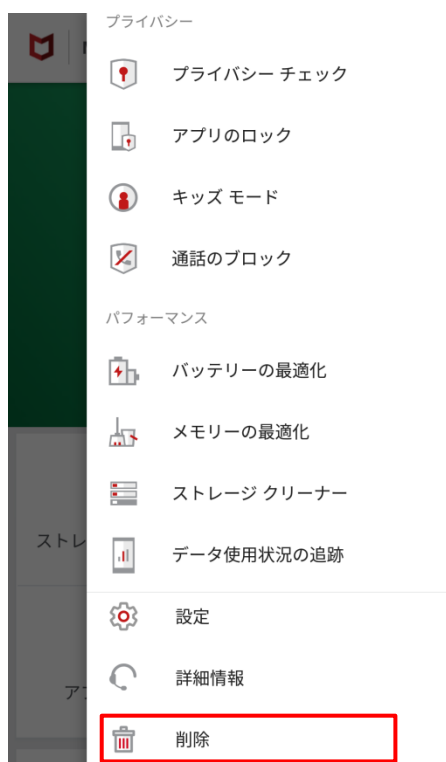 プライバシー
プライバシー チェック
アプリのロック
キッズ モード
通話のブロック
パフォーマンス
バッテリーの最適化
メモリーの最適化
ストレージ クリーナー
ストレ
データ使用状況の追跡
設定
詳細情報
ア
削除